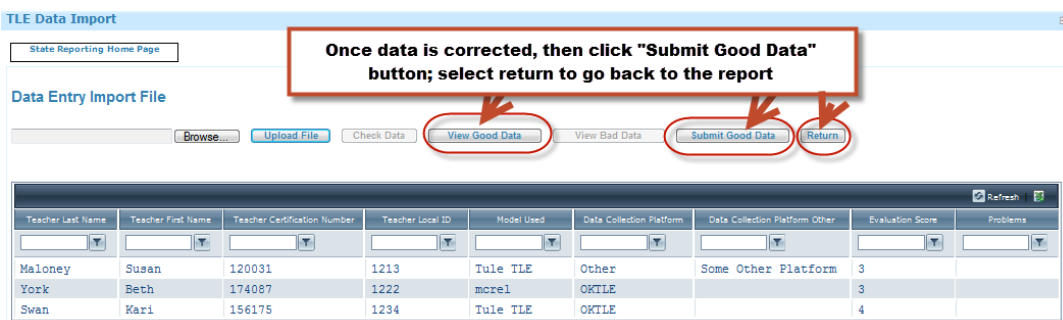 TLE Data Import
State Reporting Home Page
Once data is corrected, then click "Submit Good Data"
button; select return to go back to the report
Data Entry Import File
Browse... Upload File Check Data View Good Data View Bad Data Submit Good Data Return
Refresh
Teacher Last Name Teacher First Name Teacher Certification Number Teacher Local ID Model Used Data Collection Platform Data Collection Platform Other Evaluation Score Problems
Maloney Susan 120031 1213 Tule TLE Other Some Other Platform 3
York Beth 174087 1222 mcrel OKTLE 3
Swan Kari 156175 1234 Tule TLE OKTLE 4